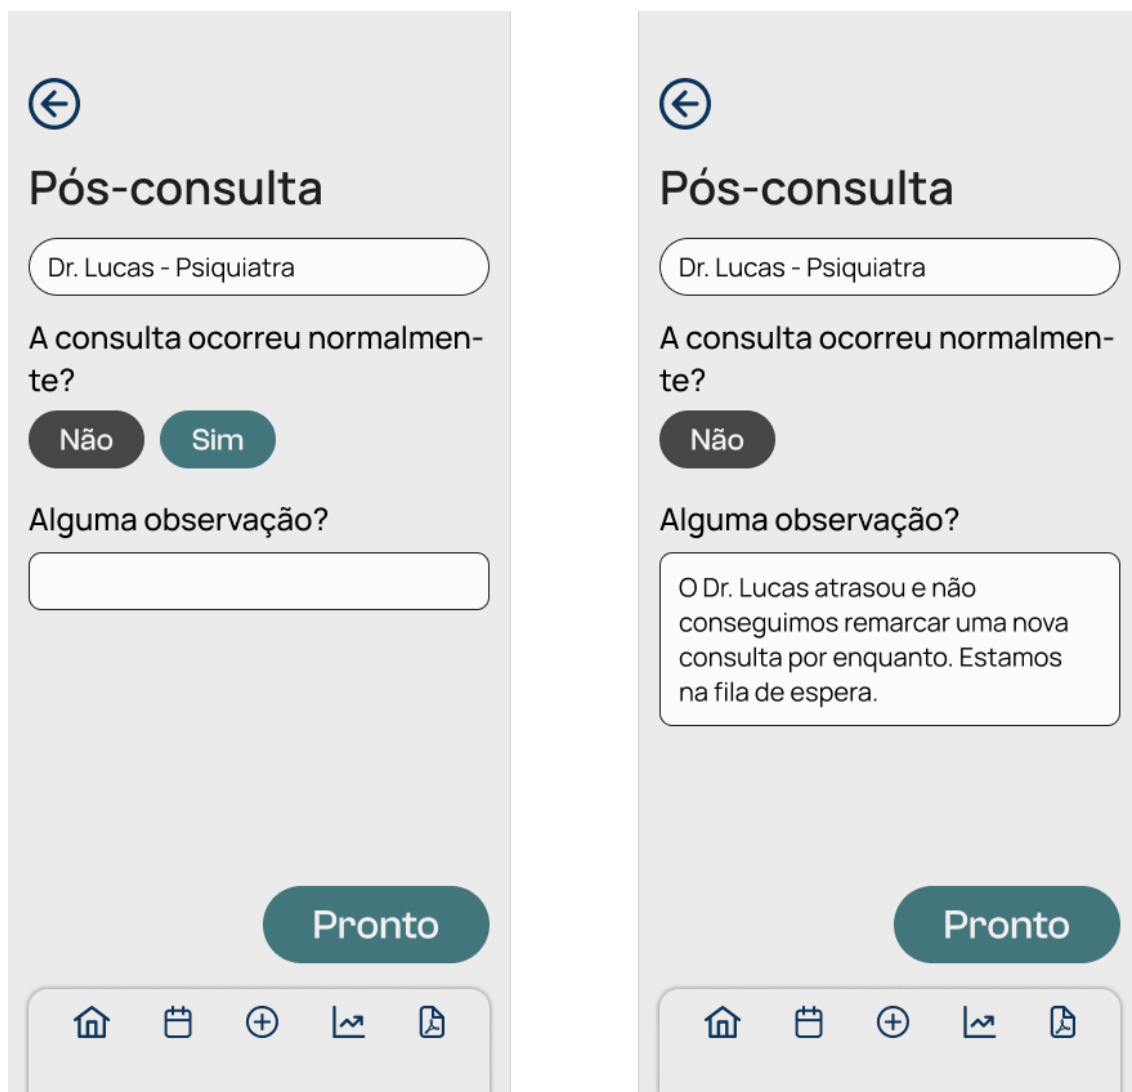 Pós-consulta
Dr. Lucas - Psiquiatra
A consulta ocorreu normalmen-
te?
Não
Sim
Alguma observação?
Pronto
Pós-consulta
Dr. Lucas - Psiquiatra
A consulta ocorreu normalmen-
te?
Não
Alguma observação?
O Dr. Lucas atrasou e não
conseguimos remarcar uma nova
consulta por enquanto. Estamos
na fila de espera.
Pronto